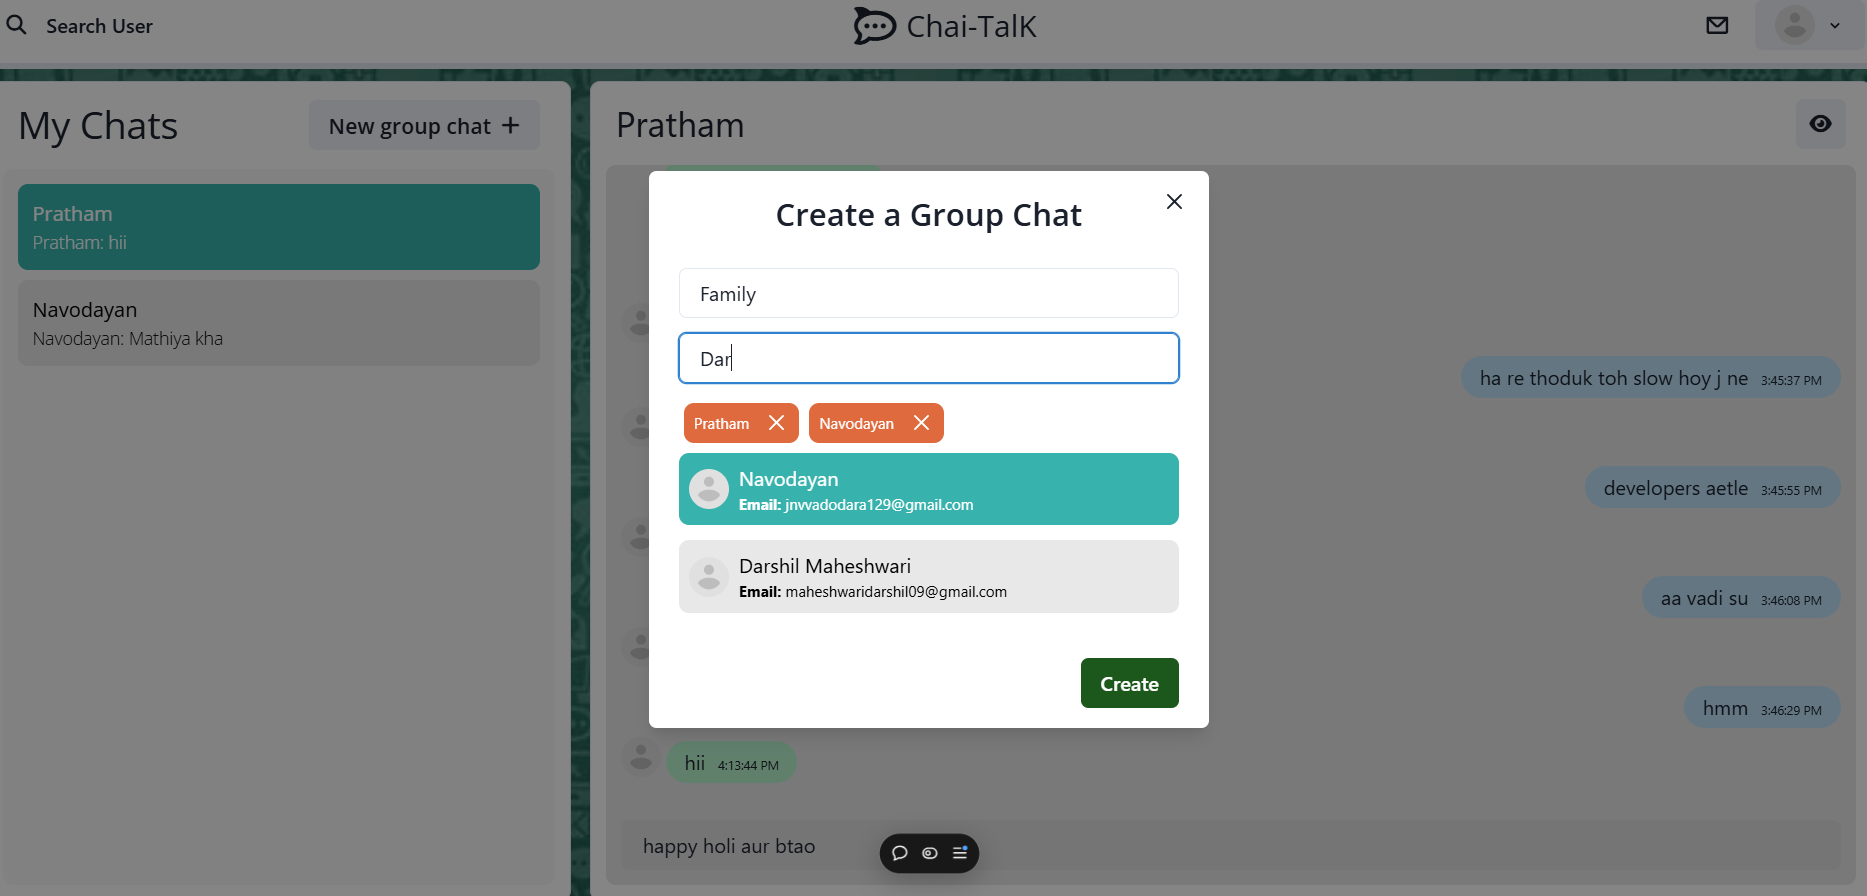 Search User
Chai-TalK
My Chats
New group chat +
Pratham
Pratham: hii
Navodayan
Navodayan: Mathiya kha
Pratham
ha re thoduk toh slow hoy j ne 3:45:37 PM
developers aetle 3:45:55 PM
aa vadi su 3:46:08 PM
hmm 3:46:29 PM
hii 4:13:44 PM
happy holi aur btao
Create a Group Chat
Family
Dar
Pratham
Navodayan
Navodayan
Email: jnvvadodara129@gmail.com
Darshil Maheshwari
Email: maheshwaridarshil09@gmail.com
Create